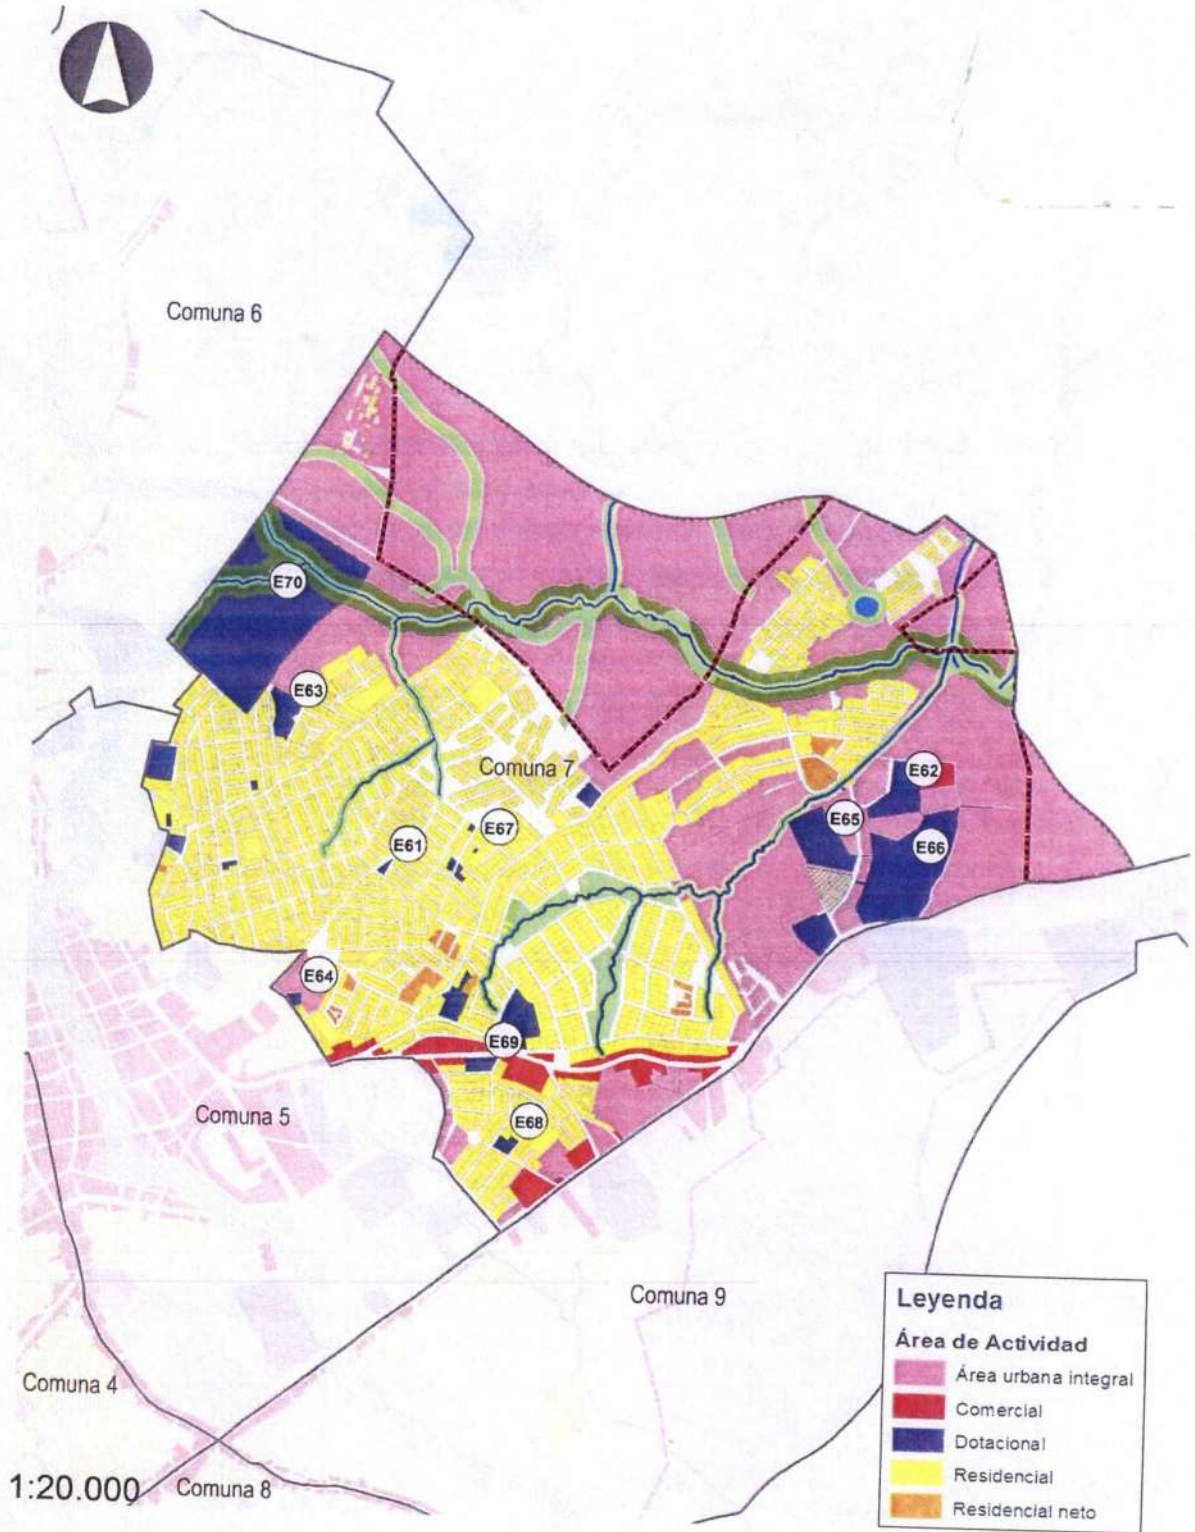 Comuna 6
E70
E63
Comuna 7
E62
E67
E65
E61
E66
E64
E69
Comuna 5
E68
Comuna 9
Leyenda
Área de Actividad
Área urbana integral
Comercial
Dotacional
Residencial
Residencial neto
Comuna 4
1:20.000
Comuna 8